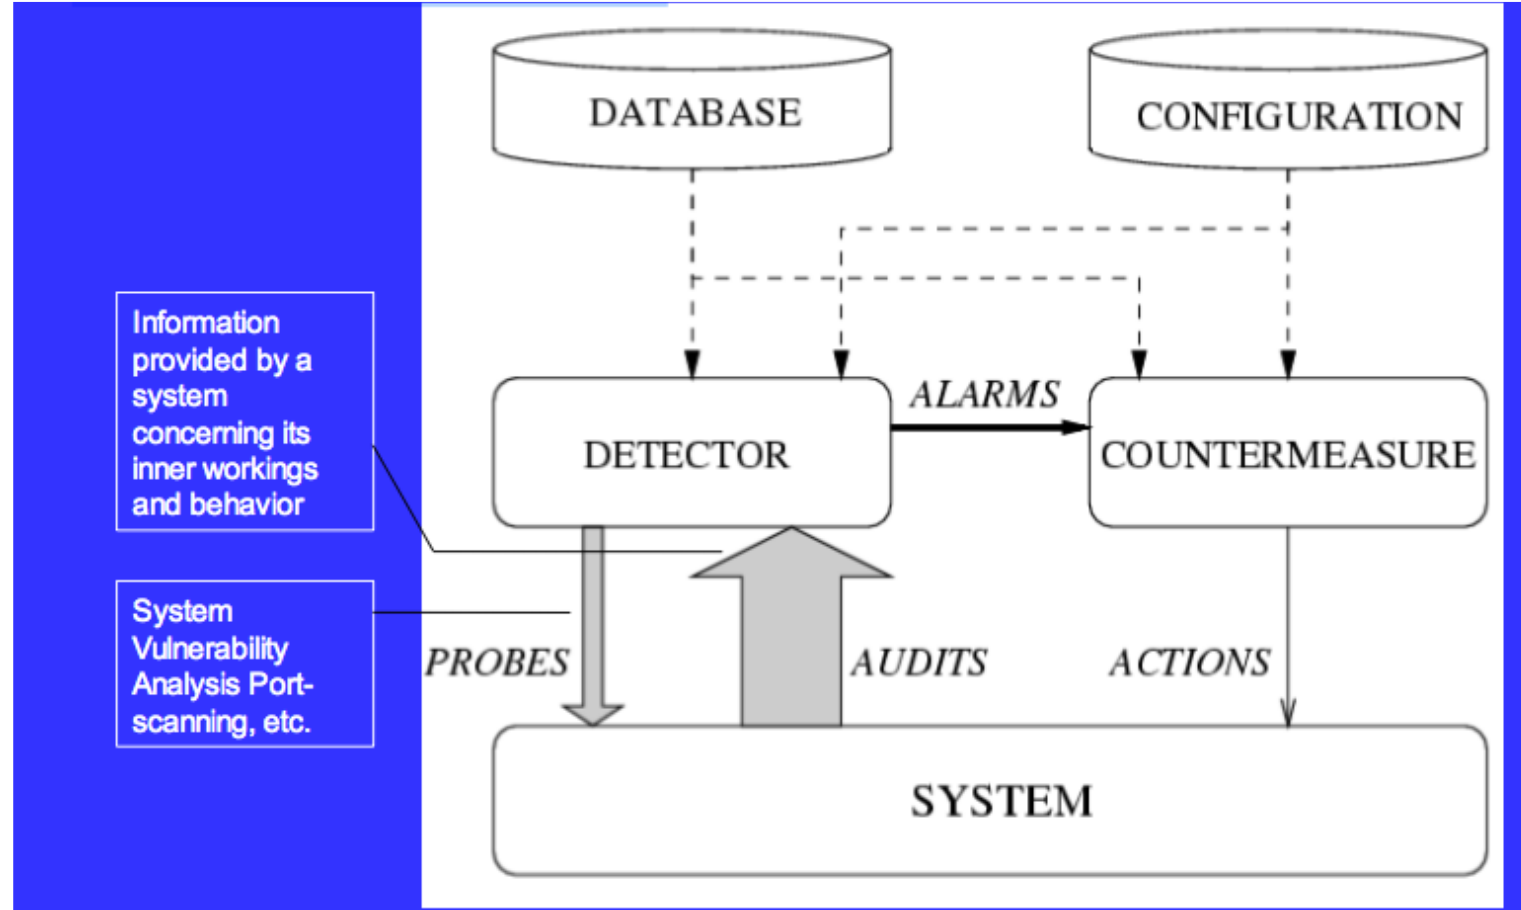 DATABASE
CONFIGURATION
Information
provided by a
system
concerning its
inner workings
and behavior
ALARMS
DETECTOR
COUNTERMEASURE
System
Vulnerability
Analysis Port-
scanning, etc.
PROBES
AUDITS
ACTIONS
SYSTEM